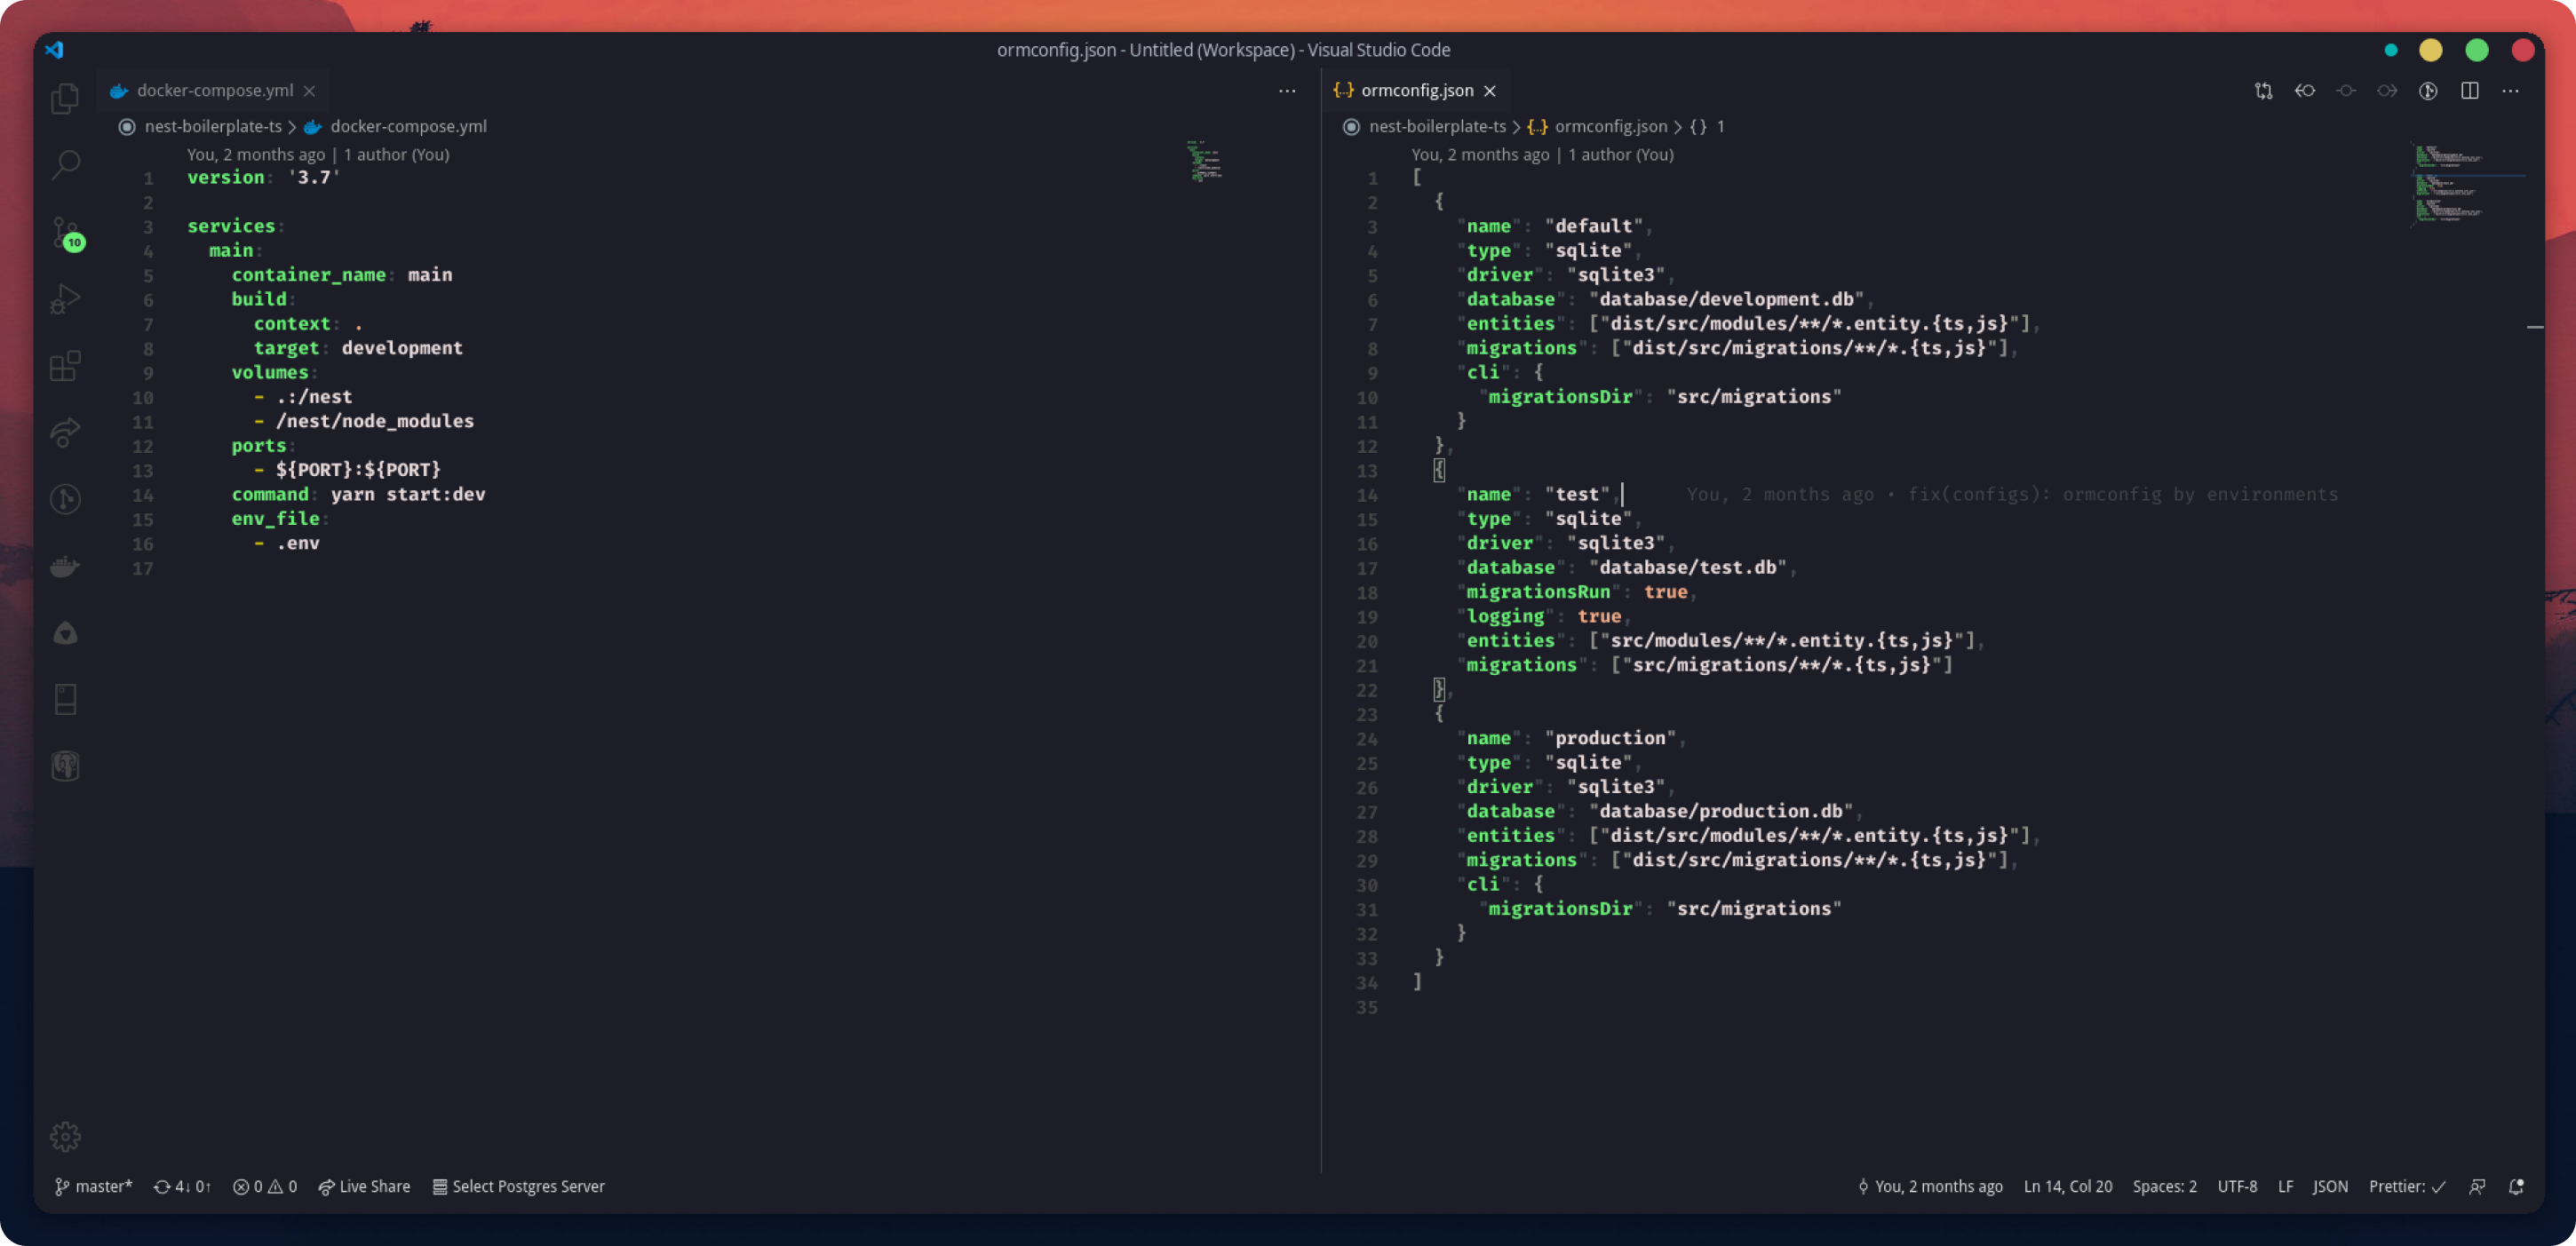 ormconfig.json - Untitled (Workspace) - Visual Studio Code
docker-compose.yml
nest-boilerplate-ts > docker-compose.yml
You, 2 months ago | 1 author (You)
1 version: '3.7'
2
3 services:
4   main:
5     container_name: main
6     build:
7       context: .
8       target: development
9     volumes:
10       - .:/nest
11       - /nest/node_modules
12     ports:
13       - ${PORT}:${PORT}
14     command: yarn start:dev
15     env_file:
16       - .env
17
ormconfig.json
nest-boilerplate-ts > {..} ormconfig.json > {} 1
You, 2 months ago | 1 author (You)
1 [
2   {
3     "name": "default",
4     "type": "sqlite",
5     "driver": "sqlite3",
6     "database": "database/development.db",
7     "entities": ["dist/src/modules/**/*.entity.{ts,js}"],
8     "migrations": ["dist/src/migrations/**/*.{ts,js}"],
9     "cli": {
10       "migrationsDir": "src/migrations"
11     }
12   },
13   {
14     "name": "test",    You, 2 months ago • fix(configs): ormconfig by environments
15     "type": "sqlite",
16     "driver": "sqlite3",
17     "database": "database/test.db",
18     "migrationsRun": true,
19     "logging": true,
20     "entities": ["src/modules/**/*.entity.{ts,js}"],
21     "migrations": ["src/migrations/**/*.{ts,js}"]
22   },
23   {
24     "name": "production",
25     "type": "sqlite",
26     "driver": "sqlite3",
27     "database": "database/production.db",
28     "entities": ["dist/src/modules/**/*.entity.{ts,js}"],
29     "migrations": ["dist/src/migrations/**/*.{ts,js}"],
30     "cli": {
31       "migrationsDir": "src/migrations"
32     }
33   }
34 ]
35
10
master* 4↓ 0↑ 0 0 Live Share Select Postgres Server
You, 2 months ago Ln 14, Col 20 Spaces: 2 UTF-8 LF JSON Prettier: ✓